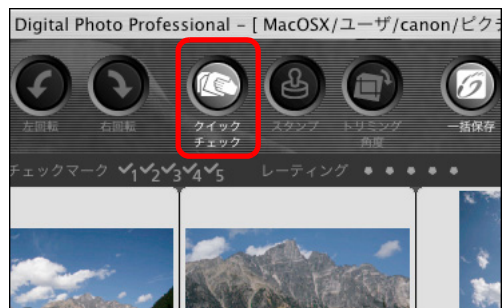 Digital Photo Professional – [ MacOSX/ユーザ/canon/ピク
左回転
右回転
クイック
チェック
スタンプ
トリミング
角度
一括保存
チェックマーク 1 2 3 4 5
レーティング